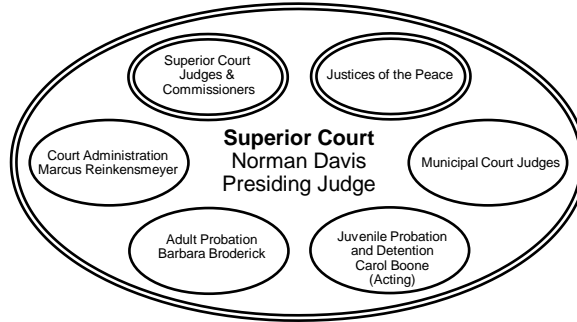 Superior Court
Judges &
Commissioners
Justices of the Peace
Superior Court
Norman Davis
Presiding Judge
Court Administration
Marcus Reinkensmeyer
Municipal Court Judges
Adult Probation
Barbara Broderick
Juvenile Probation
and Detention
Carol Boone
(Acting)